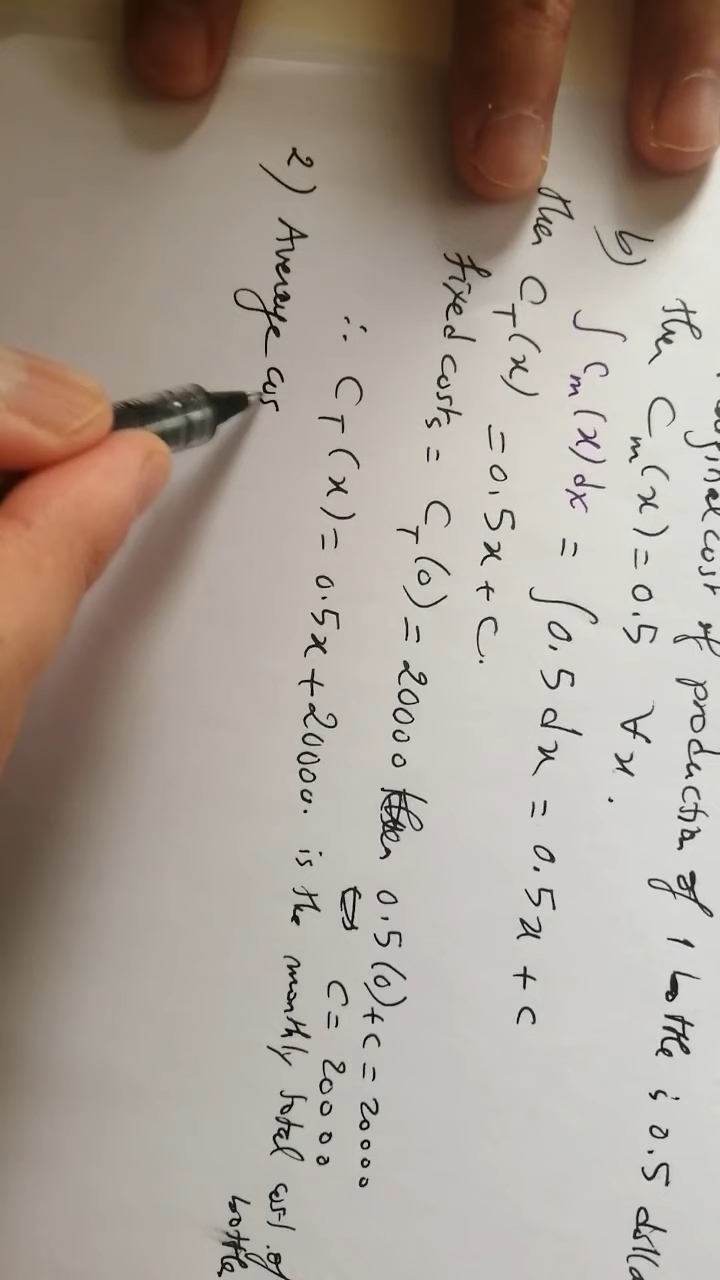 marginal cost of production of 1 bottle is 0.5
b) then C_m(x) = 0.5 ∀x.
∫ C_m(x)dx = ∫ 0.5 dx = 0.5x + c
then C_T(x) = 0.5x + C.
fixed costs = C_T(0) = 20000 then 0.5(0)+c = 20000
⇔ C = 20000
∴ C_T(x) = 0.5x + 20000. is the monthly total cost of
bottle
2) Average cos